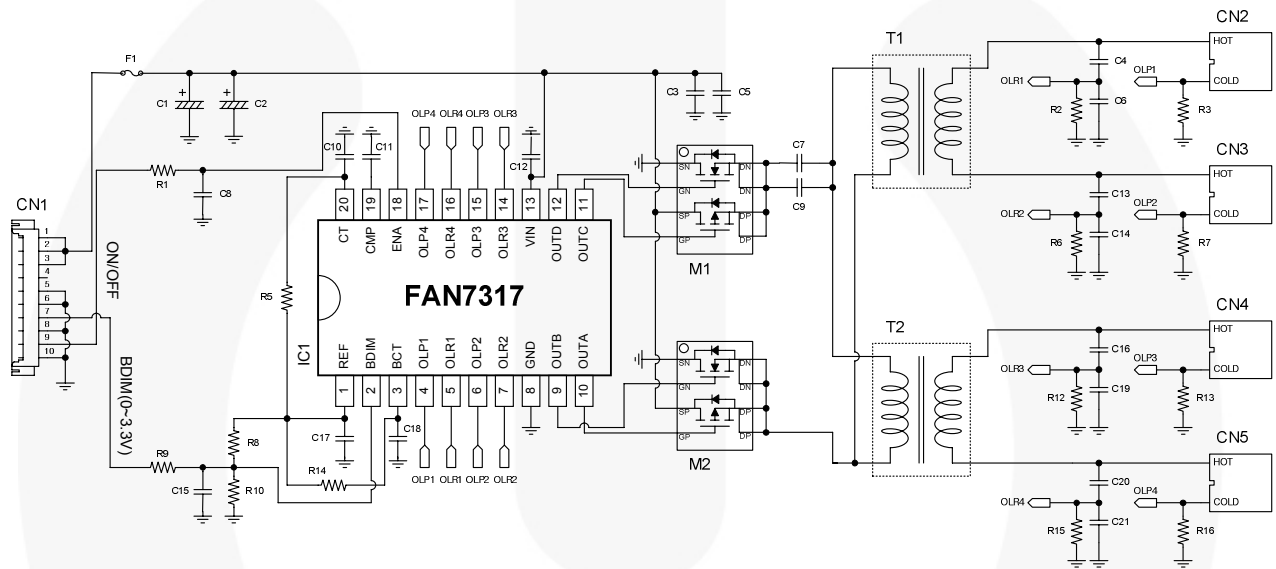 CN2
T1
HOT
F1
C4
OLR1
OLP1
COLD
+
+
C1
C2
C3
C5
C6
R2
R3
OLP4
OLR4
OLP3
OLR3
C10
C11
C12
C7
CN3
SN
DN
GN
DN
SP
DP
GP
DP
M1
C9
R1
C8
HOT
20
19
18
17
16
15
14
13
12
11
C13
OLR2
OLP2
COLD
CN1
1
2
3
4
5
6
7
8
9
10
ON/OFF
CT
CMP
ENA
OLP4
OLR4
OLP3
OLR3
VIN
OUTD
OUTC
R6
C14
R7
R5
FAN7317
CN4
T2
IC1
REF
BDIM
BCT
OLP1
OLR1
OLP2
OLR2
GND
OUTB
OUTA
HOT
SN
DN
GN
DN
SP
DP
GP
DP
M2
C16
OLR3
OLP3
COLD
1
2
3
4
5
6
7
8
9
10
BDIM(0~3.3V)
R12
C19
R13
R8
C17
C18
CN5
R9
R14
HOT
C15
R10
OLP1
OLR1
OLP2
OLR2
C20
OLR4
OLP4
COLD
R15
C21
R16